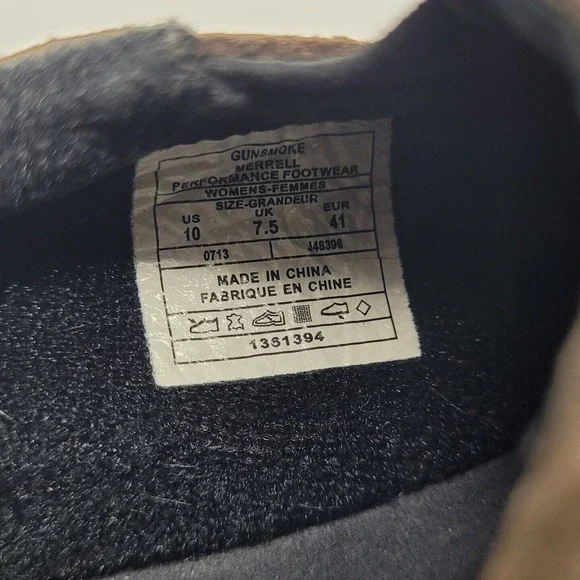 GUNSMOKE
MERRELL
PERFORMANCE FOOTWEAR
WOMENS-FEMMES
SIZE-GRANDEUR
US UK EUR
10 7.5 41
0713 J48396
MADE IN CHINA
FABRIQUE EN CHINE
1361394